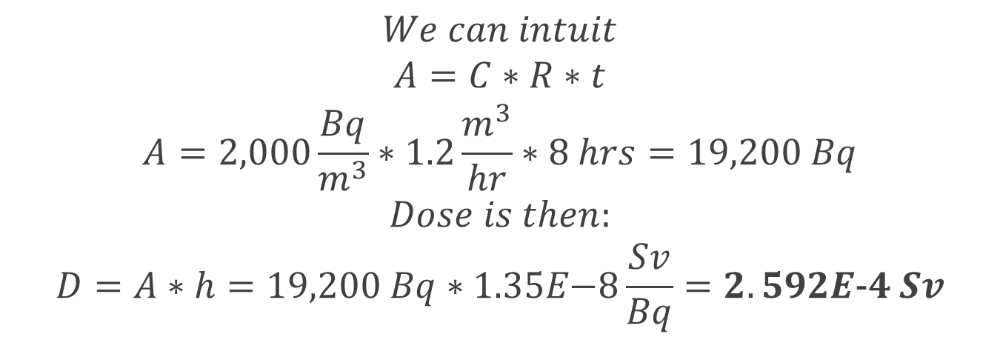 We can intuit
A = C * R * t
A = 2,000 Bq/m³ * 1.2 m³/hr * 8 hrs = 19,200 Bq
Dose is then:
D = A * h = 19,200 Bq * 1.35E−8 Sv/Bq = 2.592E-4 Sv